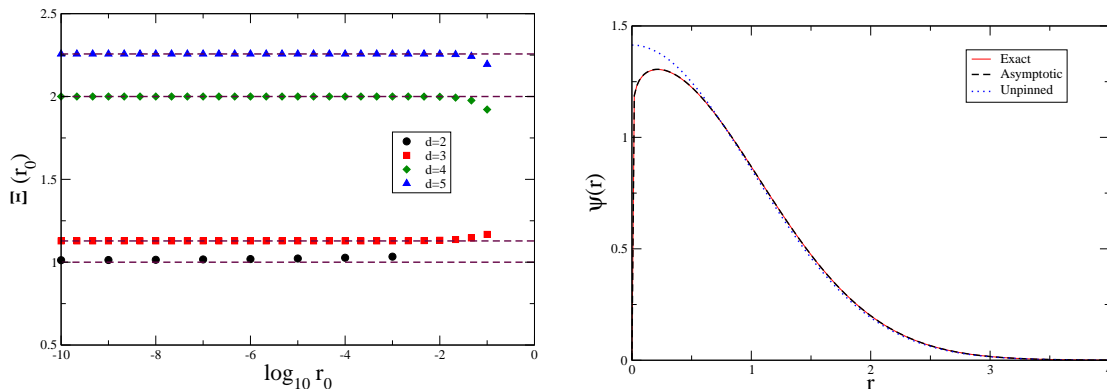 2.5
2
1.5
1
0.5
Ξ (r₀)
d=2
d=3
d=4
d=5
-10
-8
-6
-4
-2
0
log₁₀ r₀
1.5
1
0.5
0
ψ(r)
Exact
Asymptotic
Unpinned
0
1
2
3
4
r